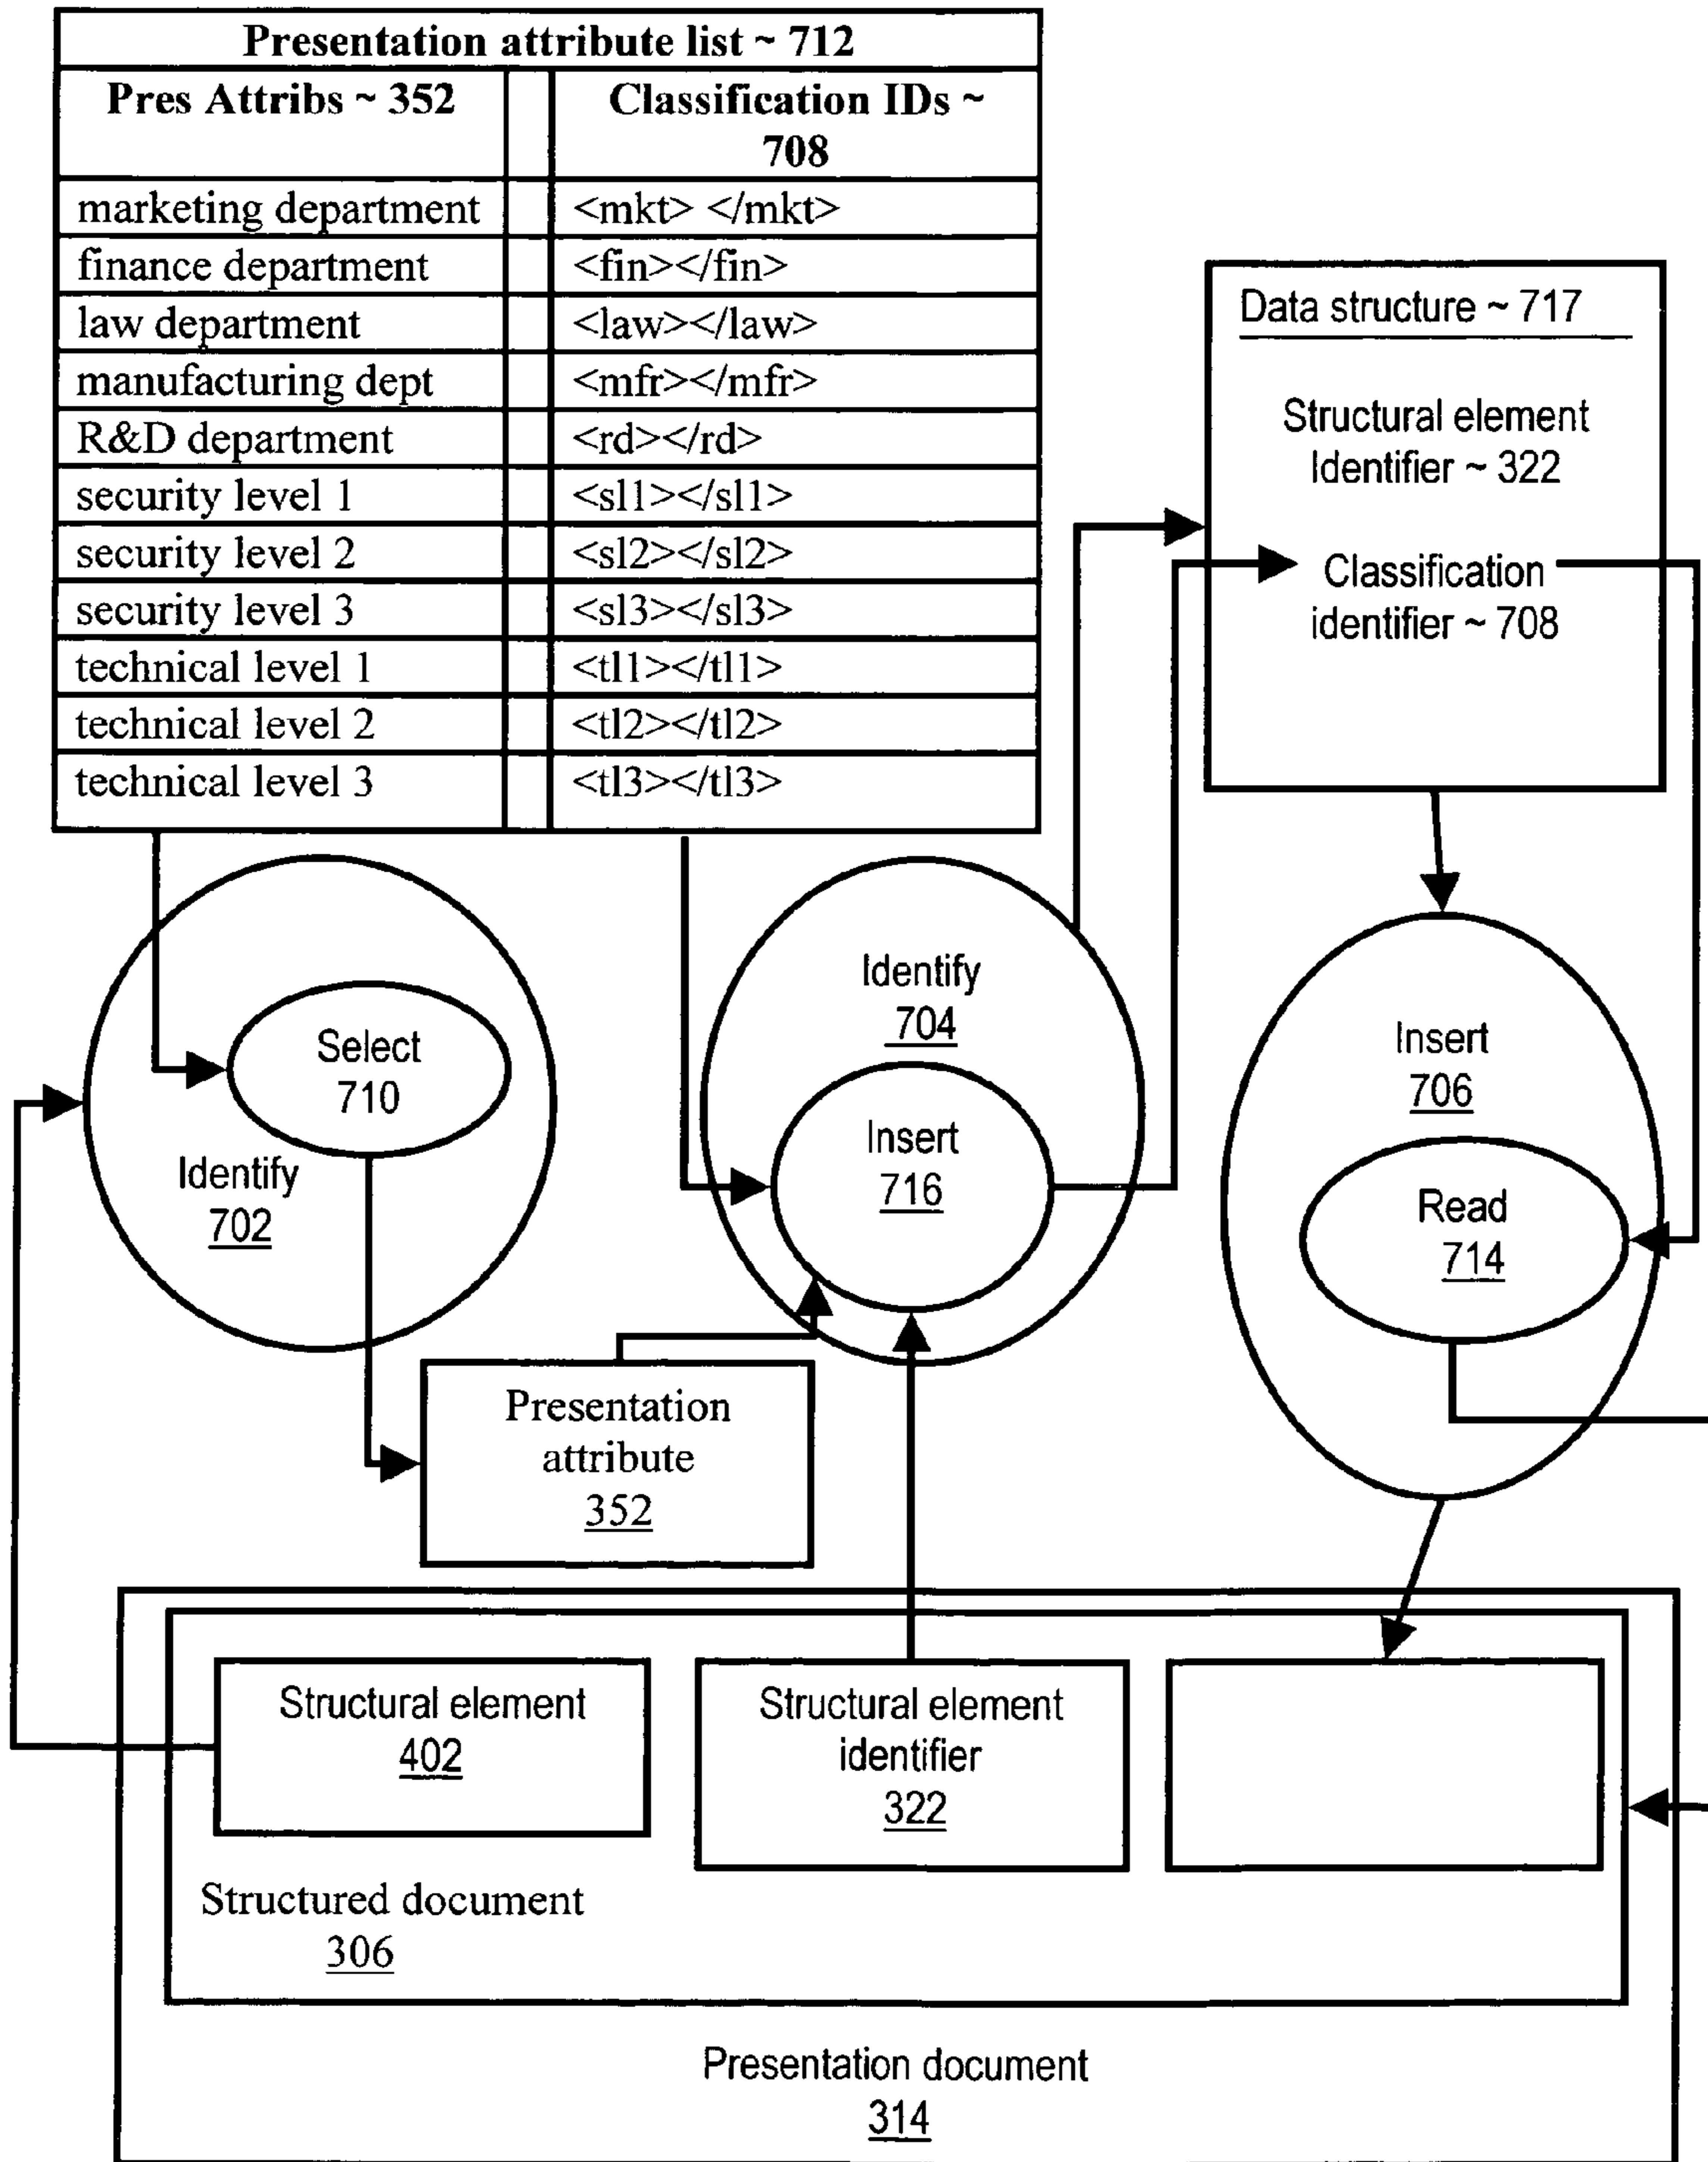 Presentation attribute list ~ 712
Pres Attribs ~ 352
Classification IDs ~
708
marketing department <mkt> </mkt>
finance department <fin></fin>
law department <law></law>
manufacturing dept <mfr></mfr>
R&D department <rd></rd>
security level 1 <sl1></sl1>
security level 2 <sl2></sl2>
security level 3 <sl3></sl3>
technical level 1 <tl1></tl1>
technical level 2 <tl2></tl2>
technical level 3 <tl3></tl3>
Data structure ~ 717
Structural element
Identifier ~ 322
Classification
identifier ~ 708
Select
710
Identify
702
Identify
704
Insert
716
Insert
706
Read
714
Presentation
attribute
352
Structural element
402
Structural element
identifier
322
Structured document
306
Presentation document
314